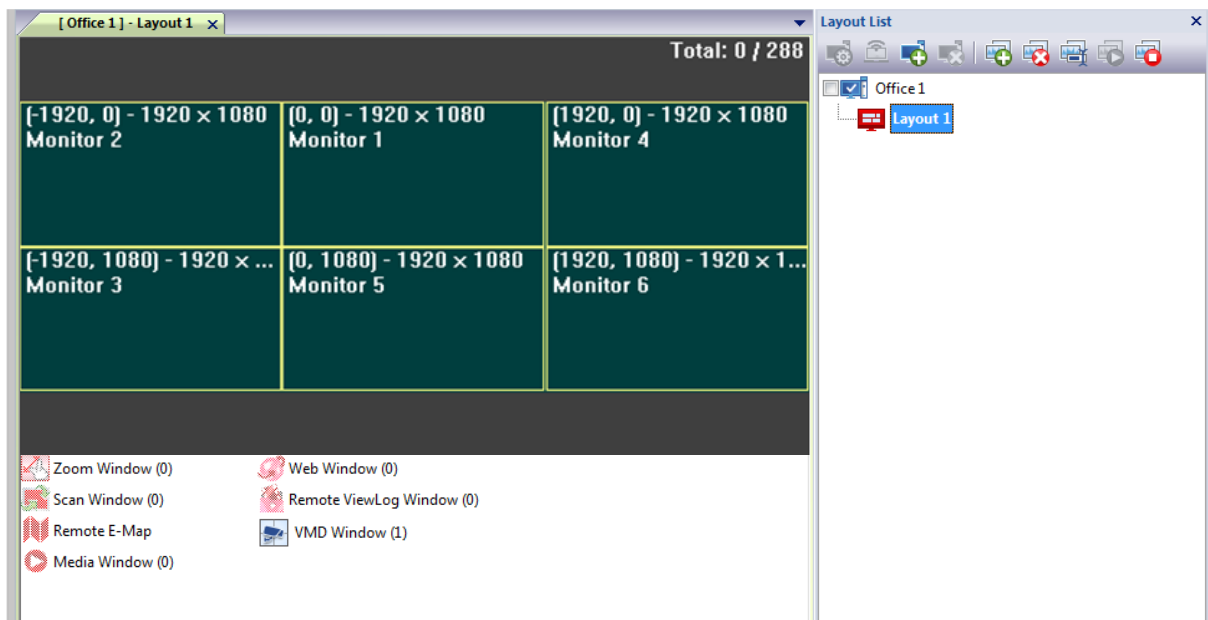 [ Office 1 ] - Layout 1 x
Layout List x
Total: 0 / 288
(-1920, 0) - 1920 × 1080
Monitor 2
(0, 0) - 1920 × 1080
Monitor 1
(1920, 0) - 1920 × 1080
Monitor 4
(-1920, 1080) - 1920 × ...
Monitor 3
(0, 1080) - 1920 × 1080
Monitor 5
(1920, 1080) - 1920 × 1...
Monitor 6
Zoom Window (0)
Web Window (0)
Scan Window (0)
Remote ViewLog Window (0)
Remote E-Map
VMD Window (1)
Media Window (0)
Office 1
Layout 1